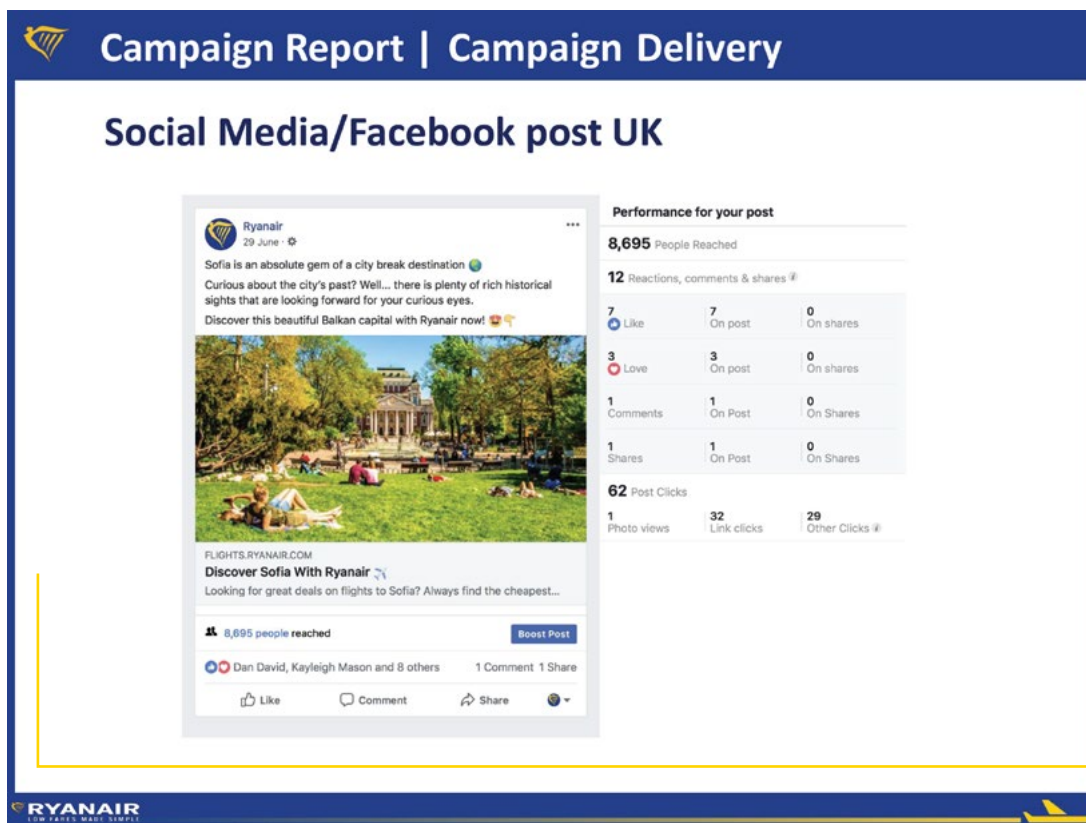 Campaign Report | Campaign Delivery
Social Media/Facebook post UK
Ryanair
29 June ·
Sofia is an absolute gem of a city break destination
Curious about the city's past? Well... there is plenty of rich historical
sights that are looking forward for your curious eyes.
Discover this beautiful Balkan capital with Ryanair now!
FLIGHTS.RYANAIR.COM
Discover Sofia With Ryanair
Looking for great deals on flights to Sofia? Always find the cheapest...
8,695 people reached
Boost Post
Dan David, Kayleigh Mason and 8 others 1 Comment 1 Share
Like Comment Share
Performance for your post
8,695 People Reached
12 Reactions, comments & shares
7 7 0
Like On post On shares
3 3 0
Love On post On shares
1 1 0
Comments On Post On Shares
1 1 0
Shares On Post On Shares
62 Post Clicks
1 32 29
Photo views Link clicks Other Clicks
RYANAIR
LOW FARES MADE SIMPLE